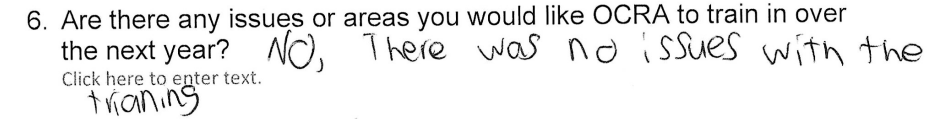 6. Are there any issues or areas you would like OCRA to train in over
the next year? NO, There was no issues with the
Click here to enter text.
trianing